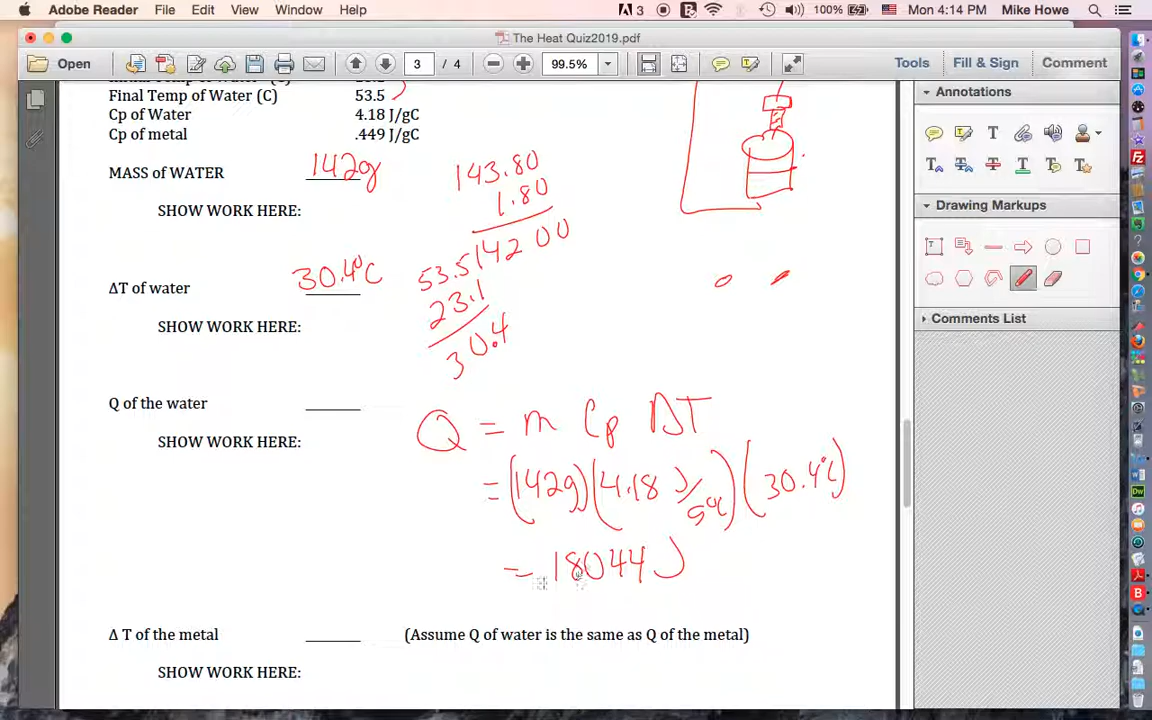 Adobe Reader File Edit View Window Help 3 100% Mon 4:14 PM Mike Howe
The Heat Quiz2019.pdf
Open 3 / 4 99.5% Tools Fill & Sign Comment
Annotations
Final Temp of Water (C) 53.5
Cp of Water 4.18 J/gC
Cp of metal .449 J/gC
MASS of WATER 142g
143.80
1.80
142 00
SHOW WORK HERE:
Drawing Markups
ΔT of water 30.4°C
53.5
23.1
30.4
SHOW WORK HERE:
Comments List
Q of the water
Q = m Cp ΔT
SHOW WORK HERE:
= (142g)(4.18 J/g°C)(30.4°C)
= 18044 J
Δ T of the metal (Assume Q of water is the same as Q of the metal)
SHOW WORK HERE: